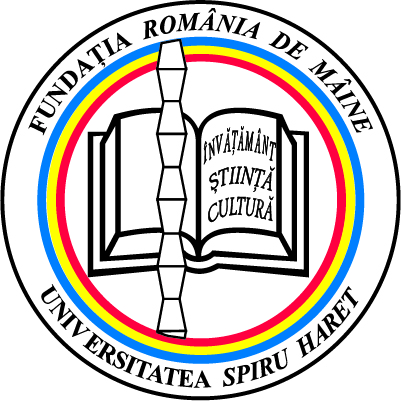 FUNDAȚIA ROMÂNIA DE MÂINE
ÎNVĂȚĂMÂNT
ȘTIINȚĂ
CULTURĂ
UNIVERSITATEA SPIRU HARET